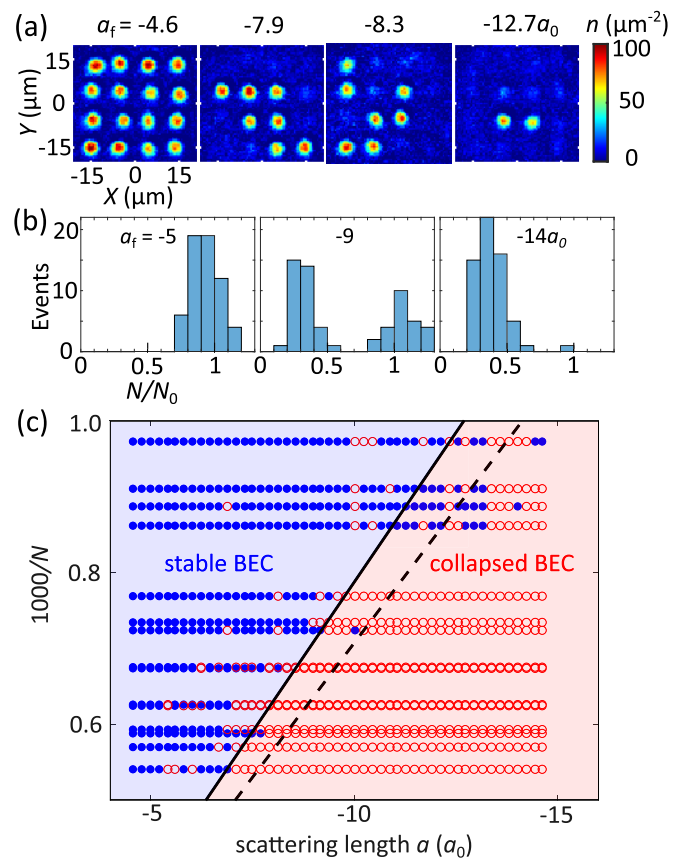 (a) a_f = -4.6 -7.9 -8.3 -12.7a_0 n (μm⁻²)
15 0 -15
Y (μm)
-15 0 15
X (μm)
100
50
0
(b) a_f = -5 -9 -14a_0
20
10
0
Events
0 0.5 1 0 0.5 1 0 0.5 1
N/N_0
(c)
1.0
0.8
0.6
1000/N
stable BEC collapsed BEC
-5 -10 -15
scattering length a (a_0)